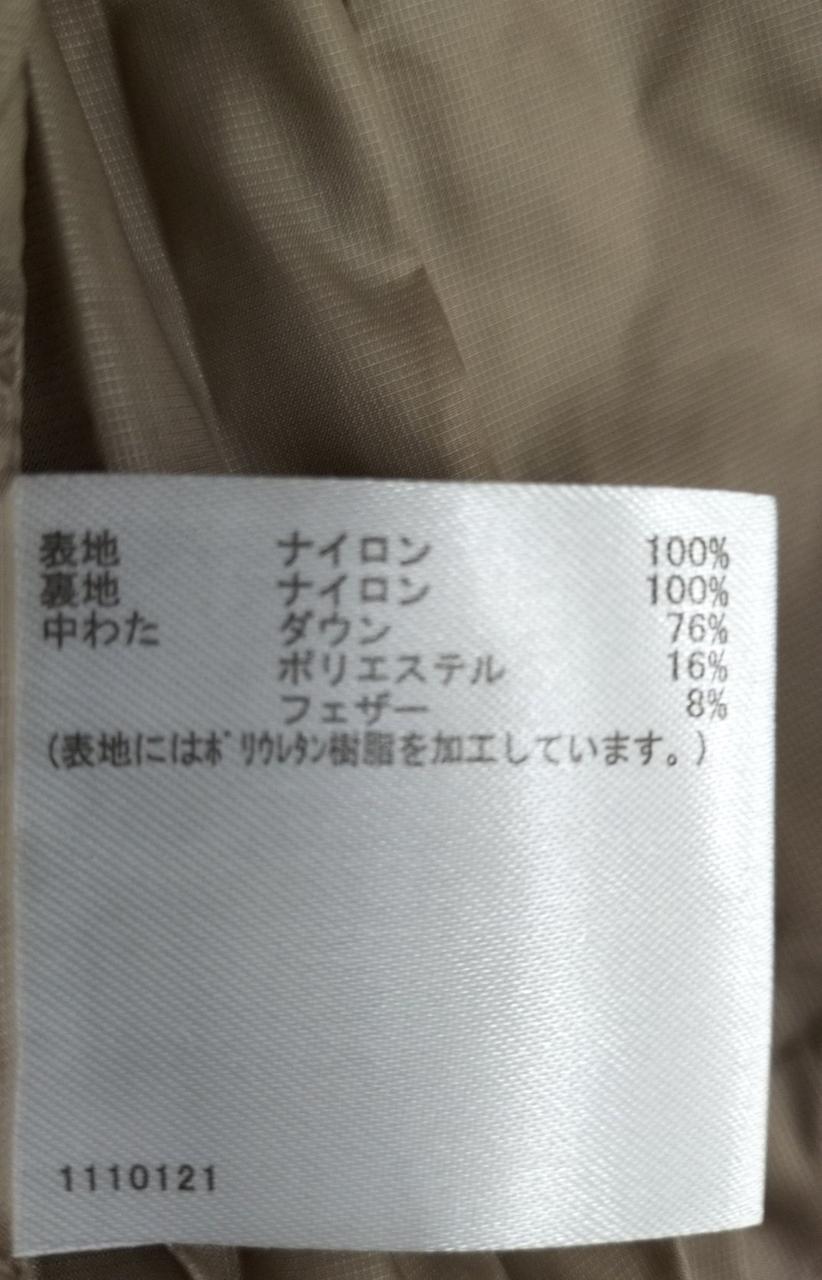 表地 ナイロン 100%
裏地 ナイロン 100%
中わた ダウン 76%
ポリエステル 16%
フェザー 8%
(表地にはﾎﾟﾘｳﾚﾀﾝ樹脂を加工しています。)
1110121